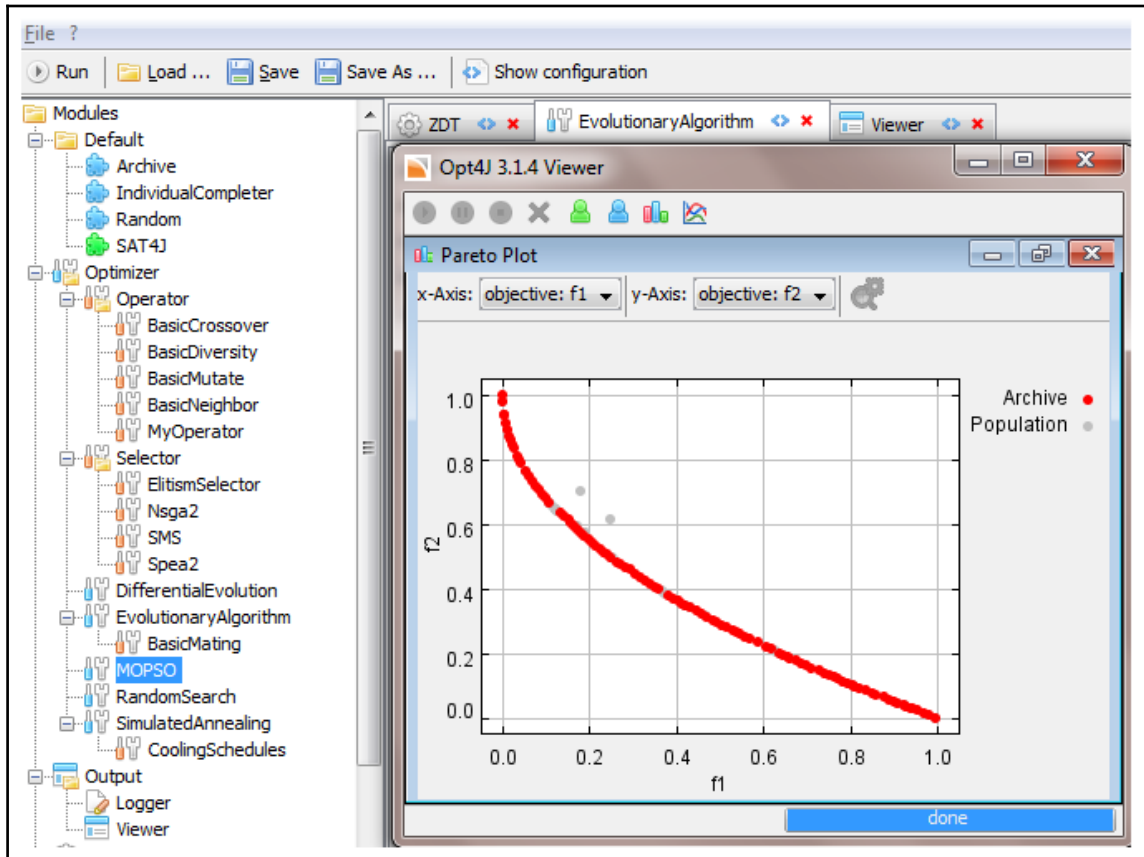 File ?
Run Load ... Save Save As ... Show configuration
Modules
Default
Archive
IndividualCompleter
Random
SAT4J
Optimizer
Operator
BasicCrossover
BasicDiversity
BasicMutate
BasicNeighbor
MyOperator
Selector
ElitismSelector
Nsga2
SMS
Spea2
DifferentialEvolution
EvolutionaryAlgorithm
BasicMating
MOPSO
RandomSearch
SimulatedAnnealing
CoolingSchedules
Output
Logger
Viewer
ZDT EvolutionaryAlgorithm Viewer
Opt4J 3.1.4 Viewer
Pareto Plot
x-Axis: objective: f1 y-Axis: objective: f2
Archive
Population
1.0
0.8
0.6
0.4
0.2
0.0
f2
0.0 0.2 0.4 0.6 0.8 1.0
f1
done